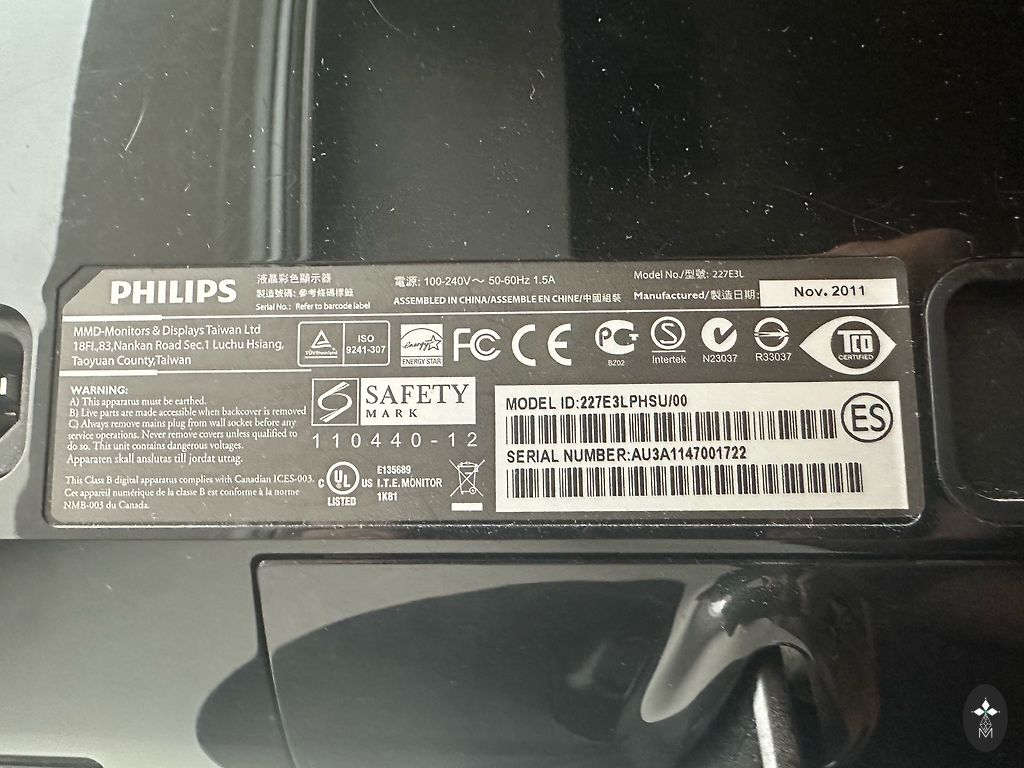 PHILIPS
液晶彩色顯示器
製造號碼: 參考條碼標籤
Serial No.: Refer to barcode label
電源: 100-240V～ 50-60Hz 1.5A
ASSEMBLED IN CHINA/ASSEMBLE EN CHINE/中國組裝
Model No./型號: 227E3L
Manufactured/製造日期: Nov. 2011
MMD-Monitors & Displays Taiwan Ltd
18Fl.,83,Nankan Road Sec.1 Luchu Hsiang,
Taoyuan County,Taiwan
TÜVRheinland
ISO
9241-307
energy
ENERGY STAR
FC CE
PG
BZ02
S
Intertek
N23037
R33037
TCO
CERTIFIED
WARNING:
A) This apparatus must be earthed.
B) Live parts are made accessible when backcover is removed
C) Always remove mains plug from wall socket before any
service operations. Never remove covers unless qualified to
do so. This unit contains dangerous voltages.
Apparaten skall anslutas till jordat uttag.
This Class B digital apparatus complies with Canadian ICES-003.
Cet appareil numérique de la classe B est conforme à la norme
NMB-003 du Canada.
SAFETY
MARK
110440-12
C UL US
LISTED
E135689
I.T.E.MONITOR
1K81
MODEL ID:227E3LPHSU/00
SERIAL NUMBER:AU3A1147001722
ES
M